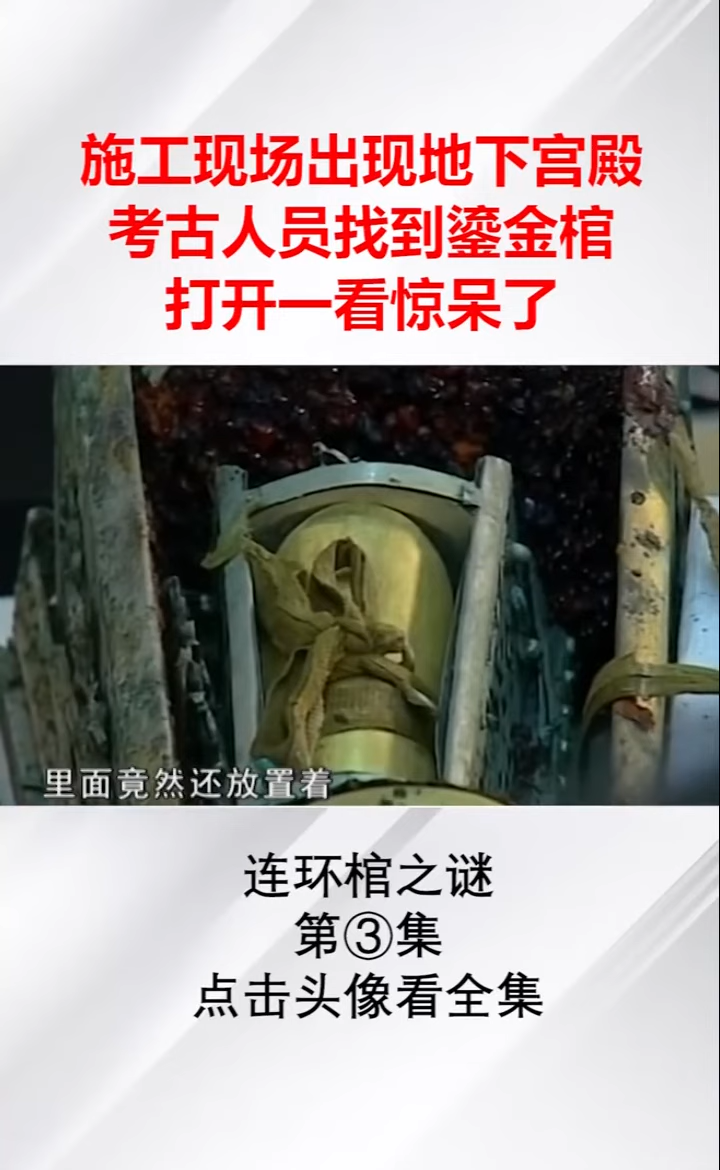 施工现场出现地下宫殿
考古人员找到鎏金棺
打开一看惊呆了
里面竟然还放置着
连环棺之谜
第③集
点击头像看全集